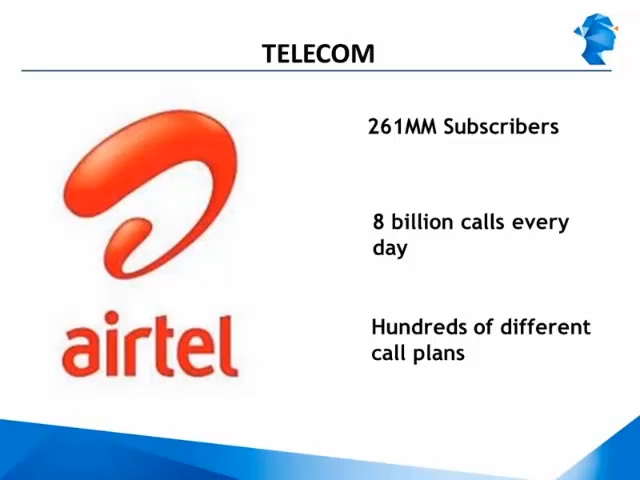 TELECOM
261MM Subscribers
8 billion calls every
day
Hundreds of different
call plans
airtel